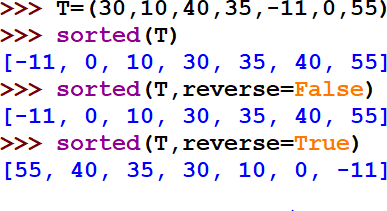 >>> T=(30,10,40,35,-11,0,55)
>>> sorted(T)
[-11, 0, 10, 30, 35, 40, 55]
>>> sorted(T,reverse=False)
[-11, 0, 10, 30, 35, 40, 55]
>>> sorted(T,reverse=True)
[55, 40, 35, 30, 10, 0, -11]